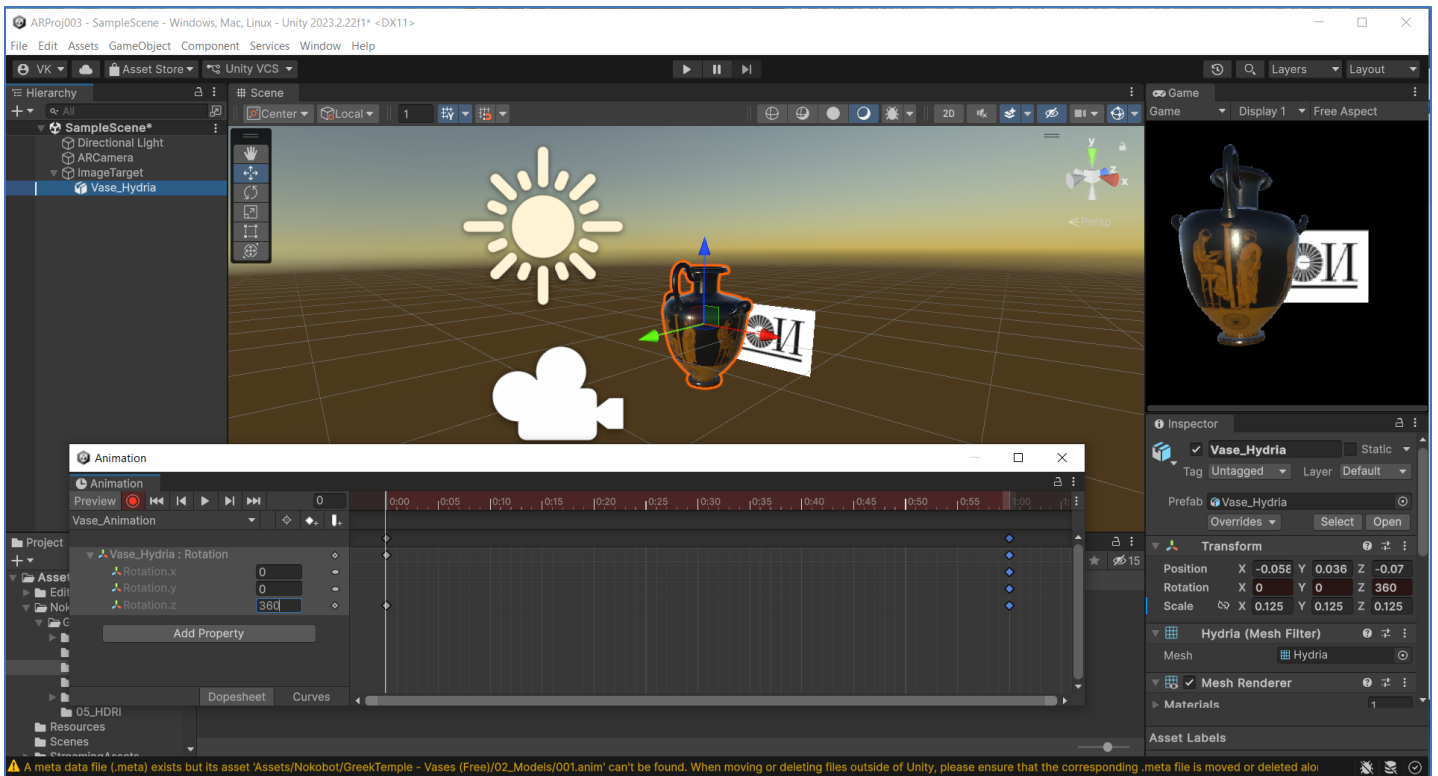 ARProj003 - SampleScene - Windows, Mac, Linux - Unity 2023.2.22f1* <DX11>
File Edit Assets GameObject Component Services Window Help
VK Asset Store Unity VCS Layers Layout
Hierarchy
All
SampleScene*
Directional Light
ARCamera
ImageTarget
Vase_Hydria
# Scene
Center Local 1 2D
y
z
x
Persp
Game
Game Display 1 Free Aspect
Animation
Animation
Preview 0
Vase_Animation
0:00 0:05 0:10 0:15 0:20 0:25 0:30 0:35 0:40 0:45 0:50 0:55 1:00
Vase_Hydria : Rotation
Rotation.x 0
Rotation.y 0
Rotation.z 360
Add Property
Dopesheet Curves
Project
15
Asset
Edit
Nok
G
05_HDRI
Resources
Scenes
StreamingAssets
Inspector
Vase_Hydria Static
Tag Untagged Layer Default
Prefab Vase_Hydria
Overrides Select Open
Transform
Position X -0.058 Y 0.036 Z -0.07
Rotation X 0 Y 0 Z 360
Scale X 0.125 Y 0.125 Z 0.125
Hydria (Mesh Filter)
Mesh Hydria
Mesh Renderer
Materials 1
Asset Labels
A meta data file (.meta) exists but its asset 'Assets/Nokobot/GreekTemple - Vases (Free)/02_Models/001.anim' can't be found. When moving or deleting files outside of Unity, please ensure that the corresponding .meta file is moved or deleted alo